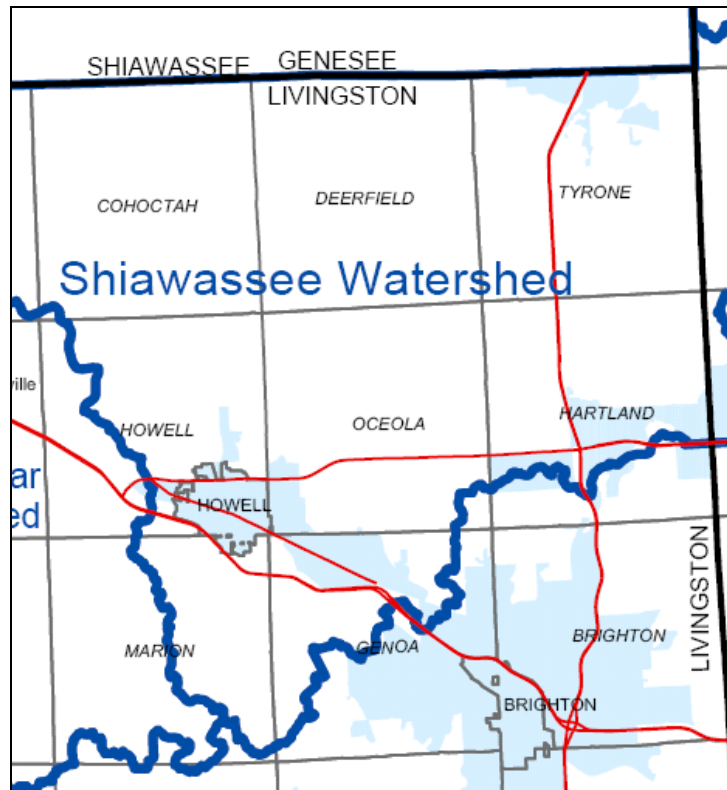 SHIAWASSEE
GENESEE
LIVINGSTON
COHOCTAH
DEERFIELD
TYRONE
Shiawassee Watershed
ville
HOWELL
OCEOLA
HARTLAND
ar
ed
HOWELL
LIVINGSTON
MARION
GENOA
BRIGHTON
BRIGHTON